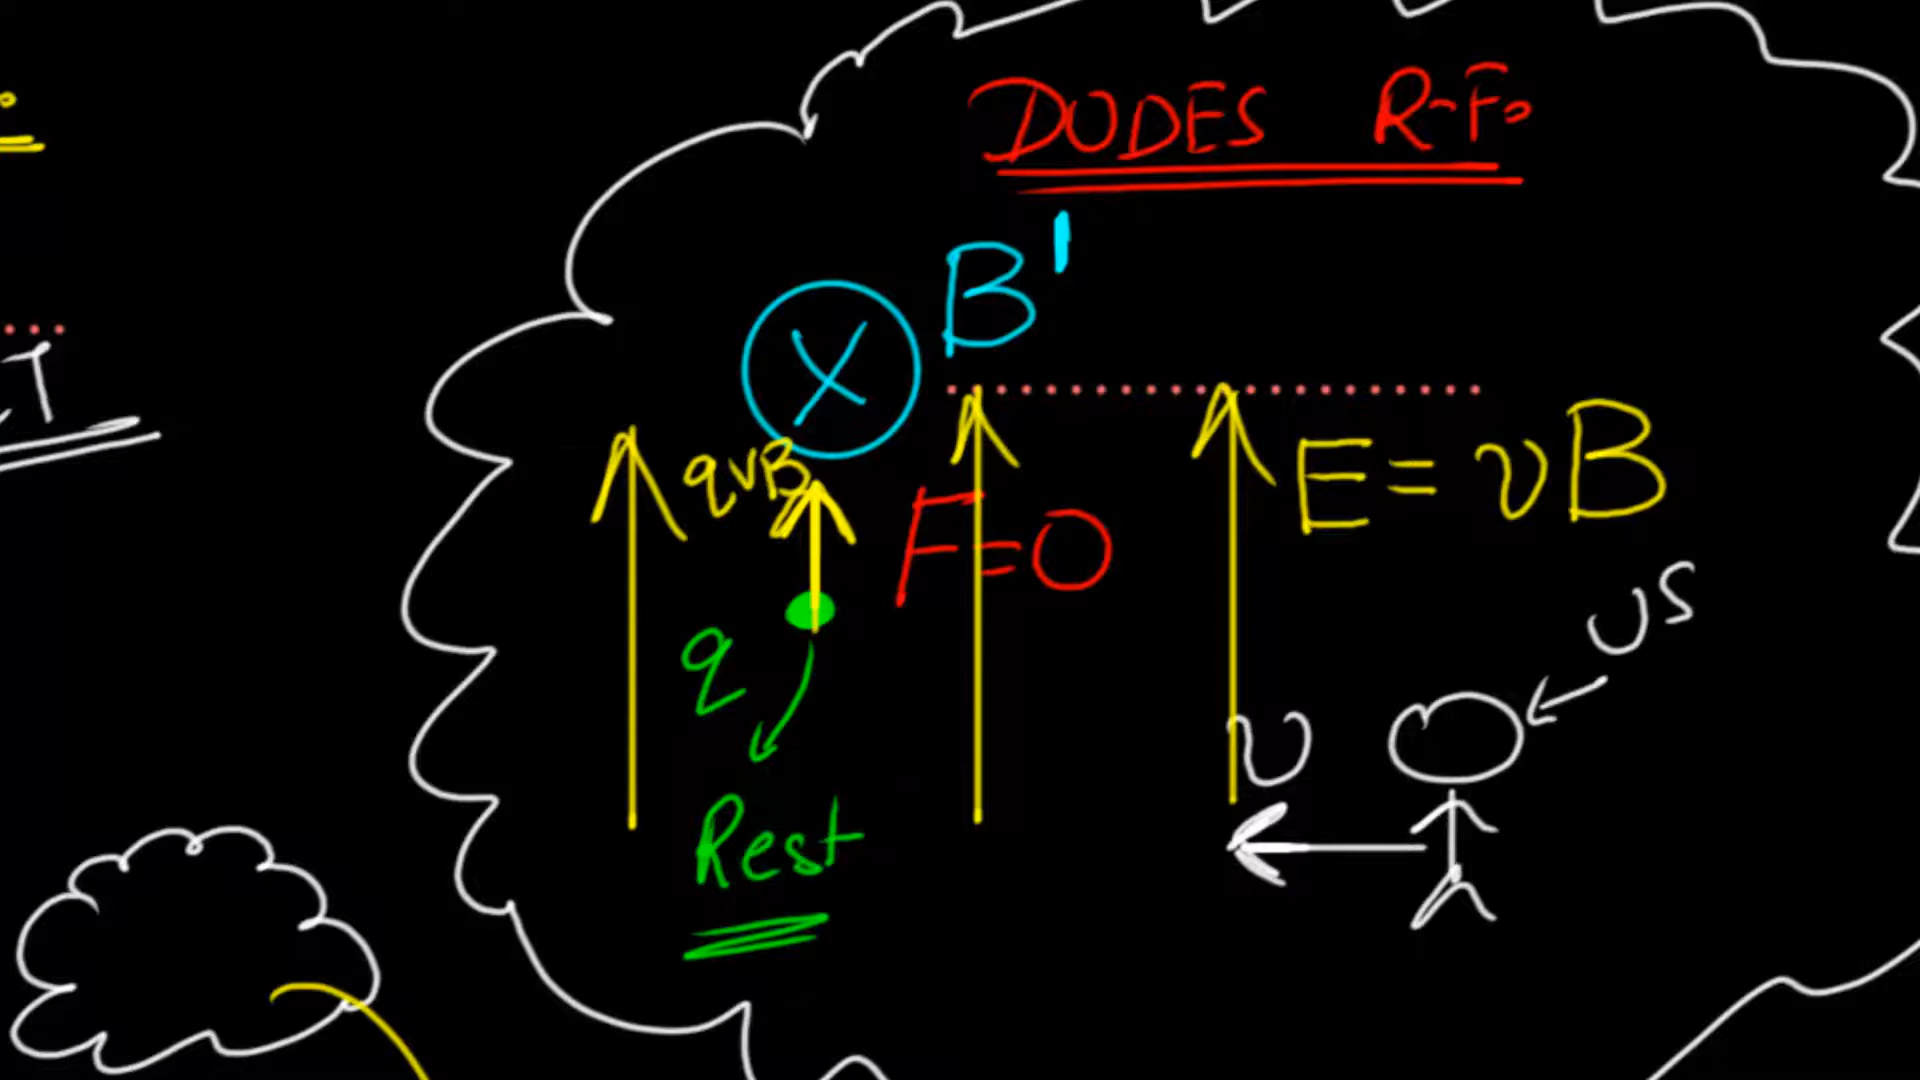 DUDES R-F.
B'
X
qvB
E = vB
F=0
us
q
v
Rest